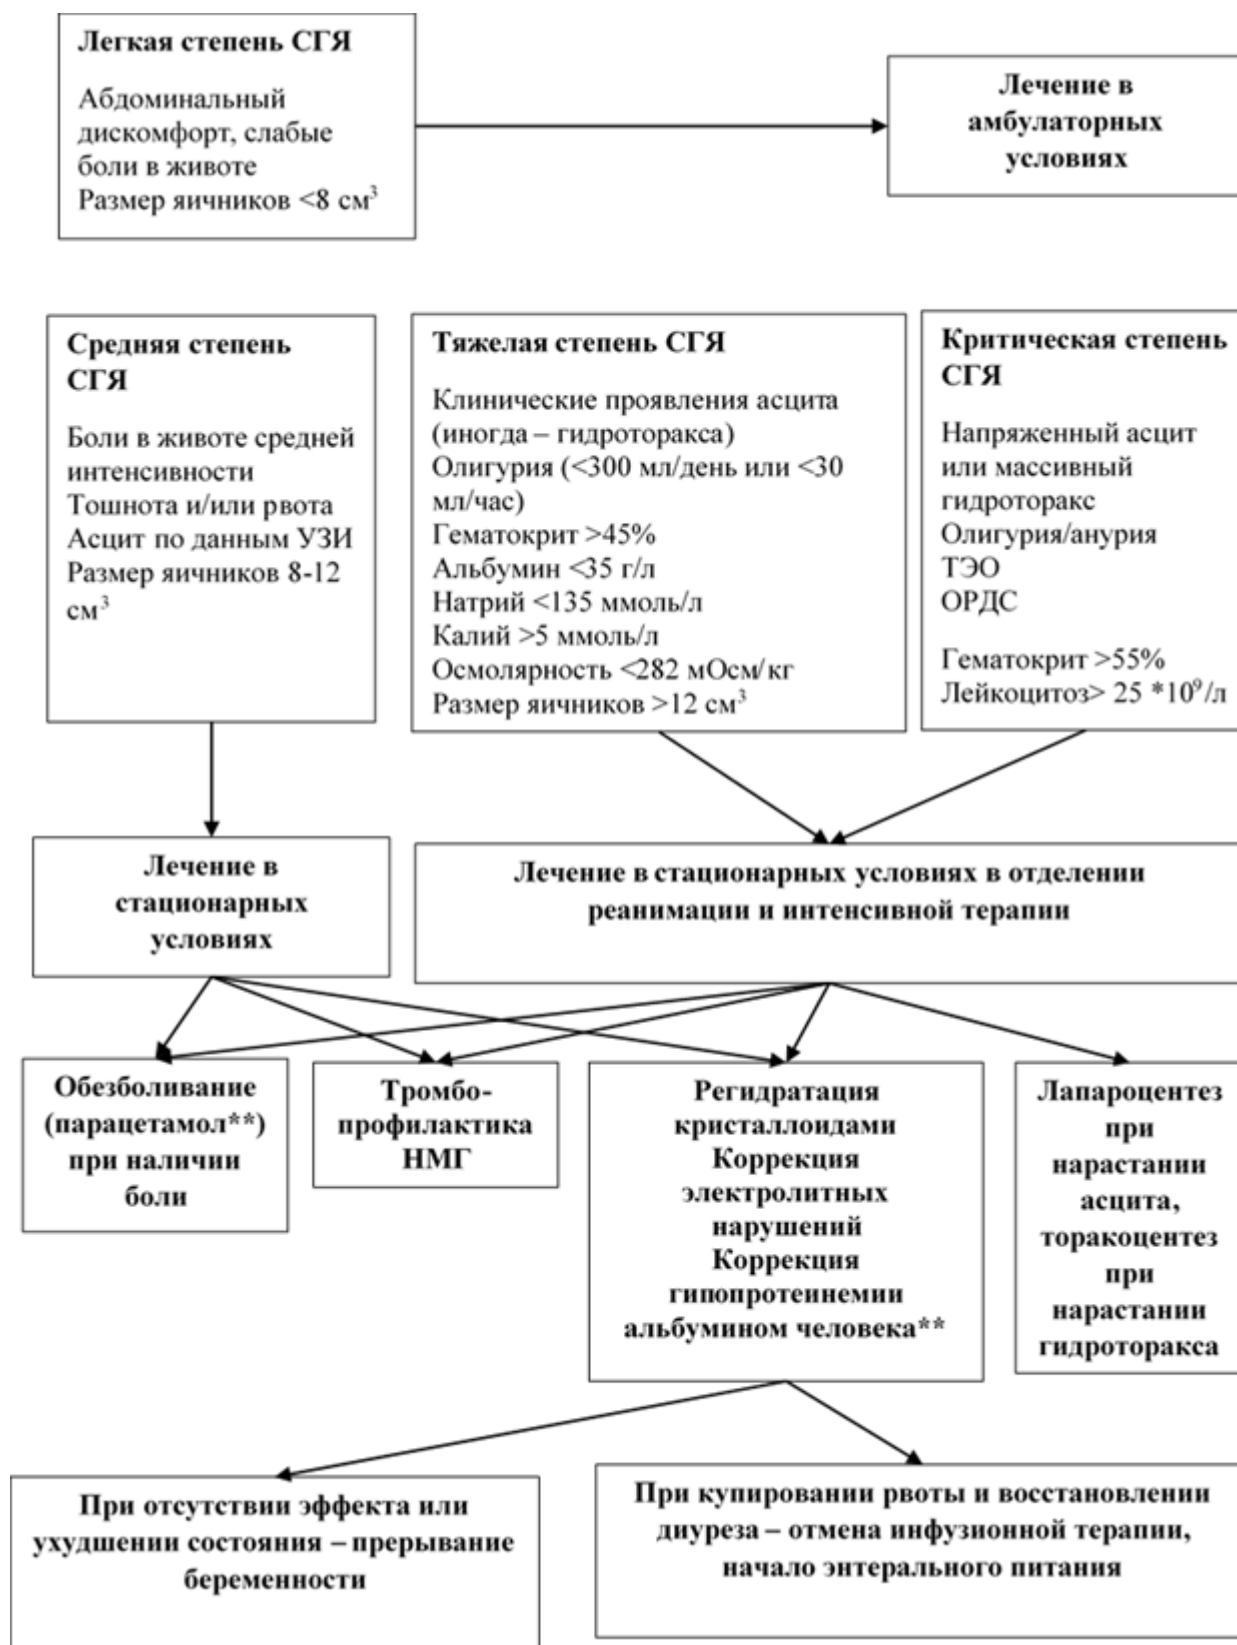 Легкая степень СГЯ
Абдоминальный
дискомфорт, слабые
боли в животе
Размер яичников <8 см³
Лечение в
амбулаторных
условиях
Средняя степень
СГЯ
Боли в животе средней
интенсивности
Тошнота и/или рвота
Асцит по данным УЗИ
Размер яичников 8-12
см³
Тяжелая степень СГЯ
Клинические проявления асцита
(иногда – гидроторакса)
Олигурия (<300 мл/день или <30
мл/час)
Гематокрит >45%
Альбумин <35 г/л
Натрий <135 ммоль/л
Калий >5 ммоль/л
Осмолярность <282 мОсм/кг
Размер яичников >12 см³
Критическая степень
СГЯ
Напряженный асцит
или массивный
гидроторакс
Олигурия/анурия
ТЭО
ОРДС
Гематокрит >55%
Лейкоцитоз> 25 *10⁹/л
Лечение в
стационарных
условиях
Лечение в стационарных условиях в отделении
реанимации и интенсивной терапии
Обезболивание
(парацетамол**)
при наличии
боли
Тромбо-
профилактика
НМГ
Регидратация
кристаллоидами
Коррекция
электролитных
нарушений
Коррекция
гипопротеинемии
альбумином человека**
Лапароцентез
при
нарастании
асцита,
торакоцентез
при
нарастании
гидроторакса
При отсутствии эффекта или
ухудшении состояния – прерывание
беременности
При купировании рвоты и восстановлении
диуреза – отмена инфузионной терапии,
начало энтерального питания